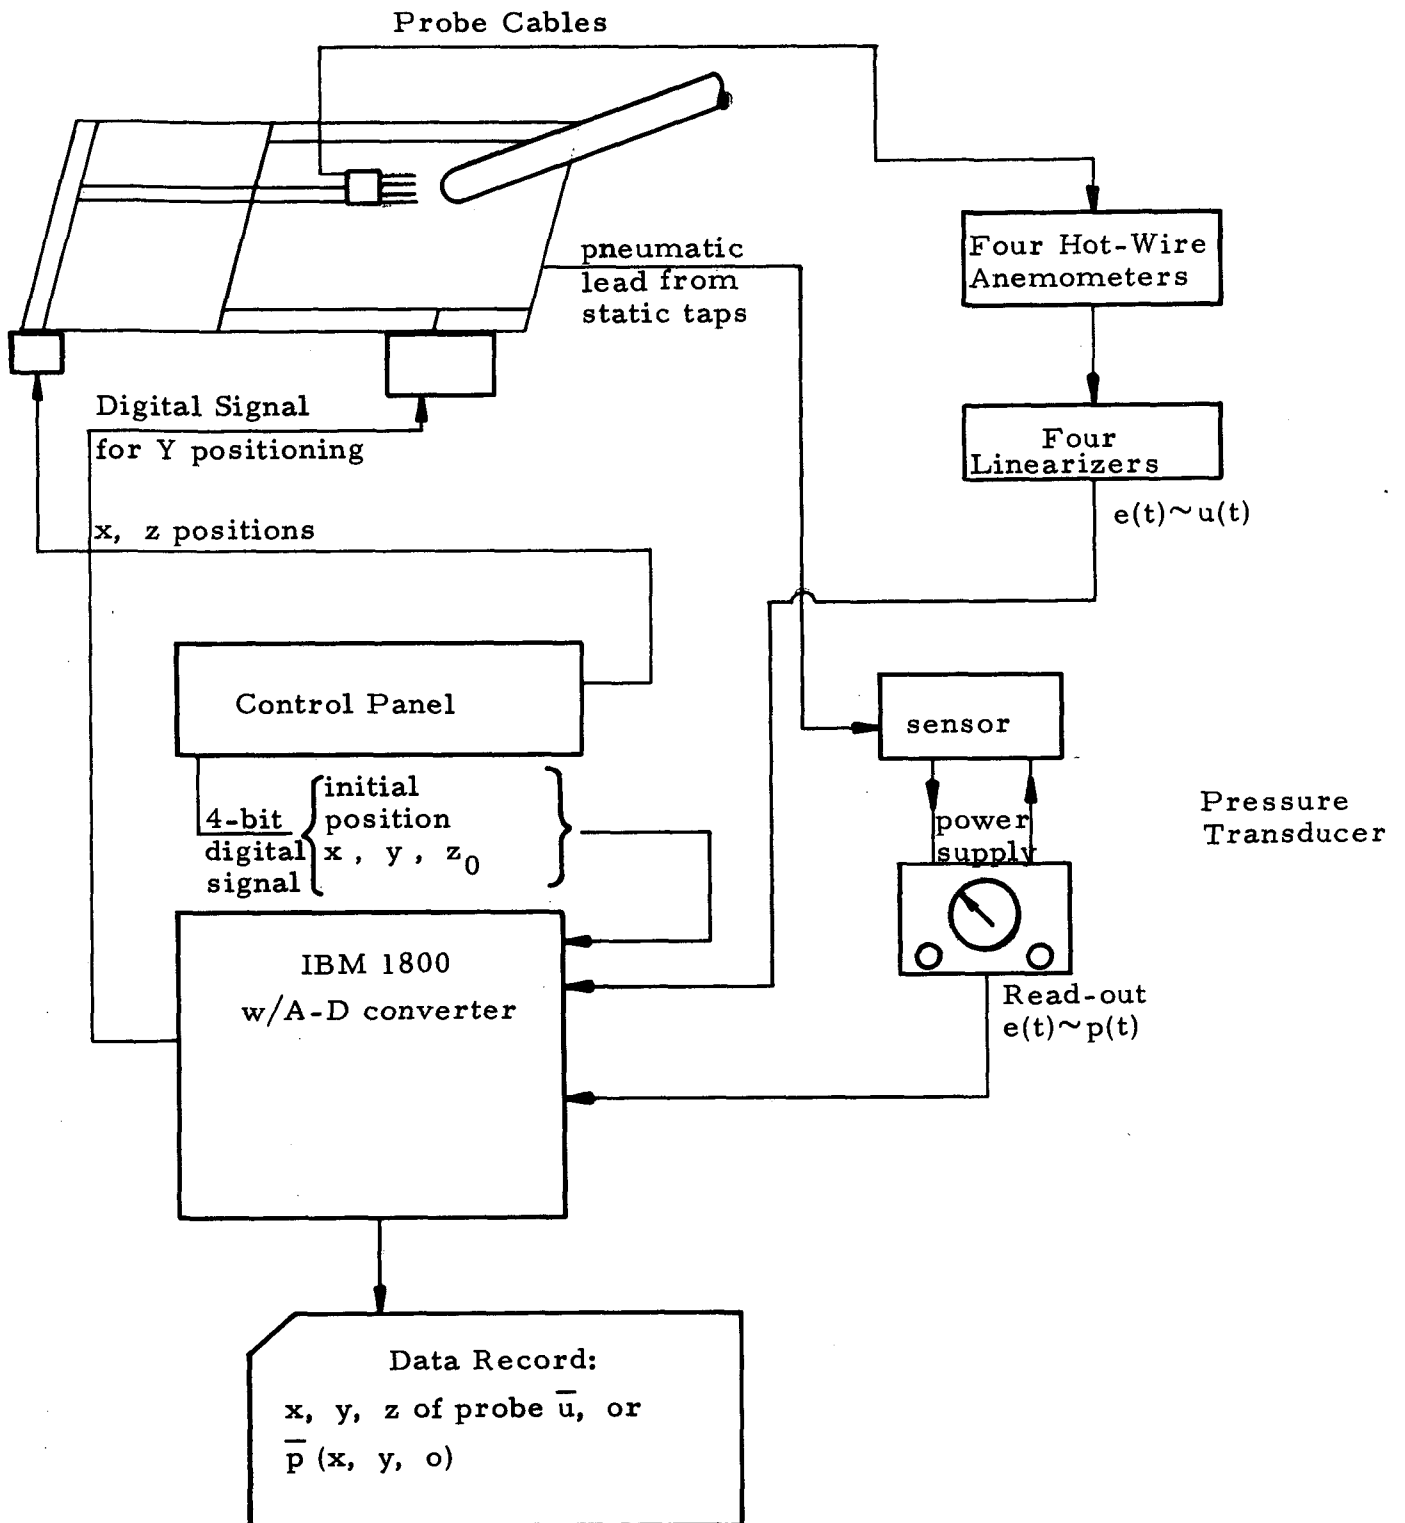 Probe Cables
pneumatic
lead from
static taps
Four Hot-Wire
Anemometers
Digital Signal
for Y positioning
Four
Linearizers
e(t)~u(t)
x, z positions
Control Panel
sensor
4-bit
digital
signal
initial
position
x , y , z0
power
supply
Pressure
Transducer
IBM 1800
w/A-D converter
Read-out
e(t)~p(t)
Data Record:
x, y, z of probe u̅, or
p̅ (x, y, o)